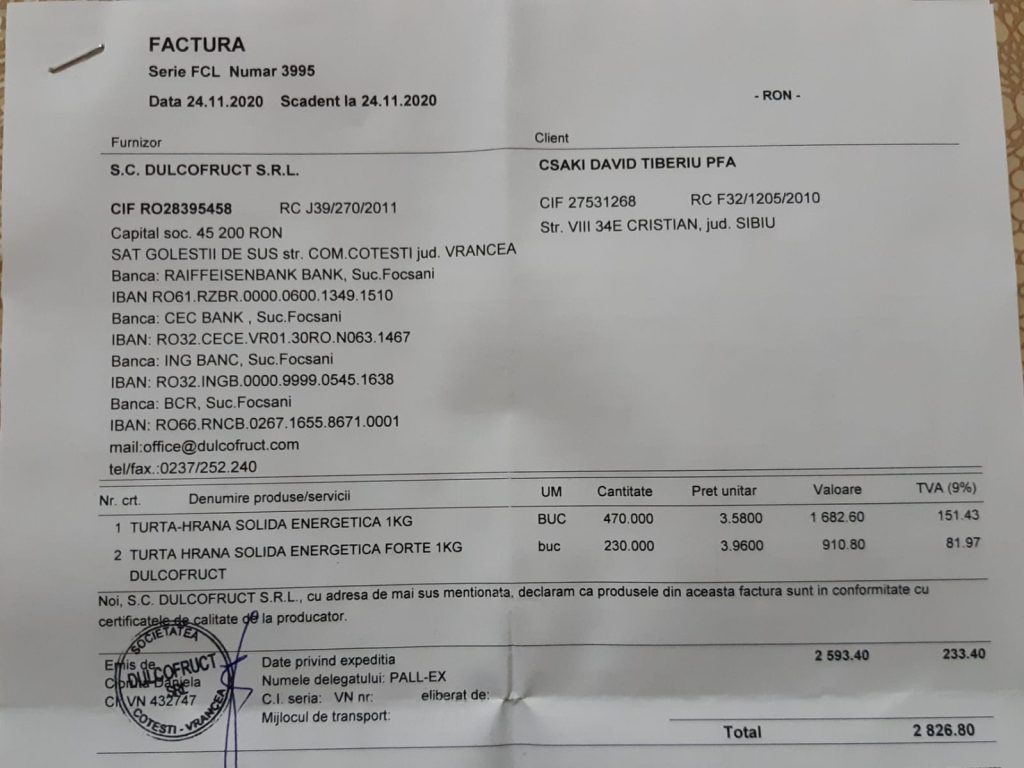 FACTURA
Serie FCL Numar 3995
Data 24.11.2020 Scadent la 24.11.2020
- RON -
Furnizor
Client
S.C. DULCOFRUCT S.R.L.
CSAKI DAVID TIBERIU PFA
CIF RO28395458 RC J39/270/2011
CIF 27531268 RC F32/1205/2010
Capital soc. 45 200 RON
Str. VIII 34E CRISTIAN, jud. SIBIU
SAT GOLESTII DE SUS str. COM.COTESTI jud. VRANCEA
Banca: RAIFFEISENBANK BANK, Suc.Focsani
IBAN RO61.RZBR.0000.0600.1349.1510
Banca: CEC BANK , Suc.Focsani
IBAN: RO32.CECE.VR01.30RO.N063.1467
Banca: ING BANC, Suc.Focsani
IBAN: RO32.INGB.0000.9999.0545.1638
Banca: BCR, Suc.Focsani
IBAN: RO66.RNCB.0267.1655.8671.0001
mail:office@dulcofruct.com
tel/fax.:0237/252.240
Nr. crt. Denumire produse/servicii UM Cantitate Pret unitar Valoare TVA (9%)
1 TURTA-HRANA SOLIDA ENERGETICA 1KG BUC 470.000 3.5800 1 682.60 151.43
2 TURTA HRANA SOLIDA ENERGETICA FORTE 1KG buc 230.000 3.9600 910.80 81.97
DULCOFRUCT
Noi, S.C. DULCOFRUCT S.R.L., cu adresa de mai sus mentionata, declaram ca produsele din aceasta factura sunt in conformitate cu
certificatele de calitate de la producator.
2 593.40 233.40
Emis de
Daniela
CI VN 432747
SOCIETATEA
DULCOFRUCT
SRL
COTESTI - VRANCEA
Date privind expeditia
Numele delegatului: PALL-EX
C.I. seria: VN nr: eliberat de:
Mijlocul de transport:
Total 2 826.80